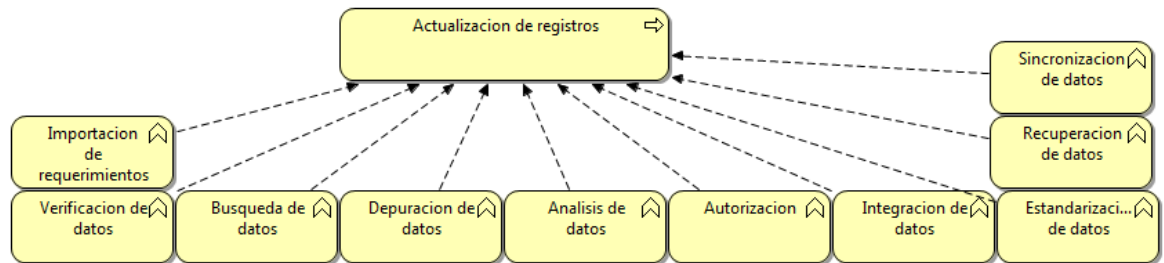 Actualizacion de registros
Sincronizacion
de datos
Importacion
de
requerimientos
Recuperacion
de datos
Verificacion de
datos
Busqueda de
datos
Depuracion de
datos
Analisis de
datos
Autorizacion
Integracion de
datos
Estandarizaci...
de datos